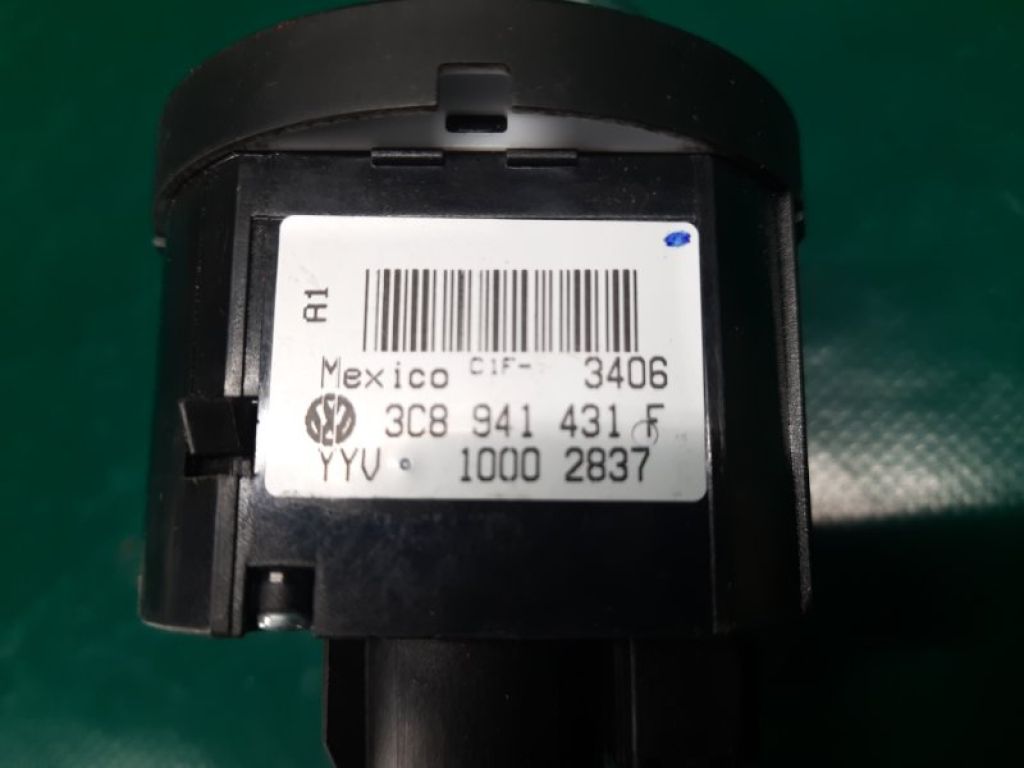 A1
Mexico C1F- 3406
3C8 941 431 F
YYV 1000 2837